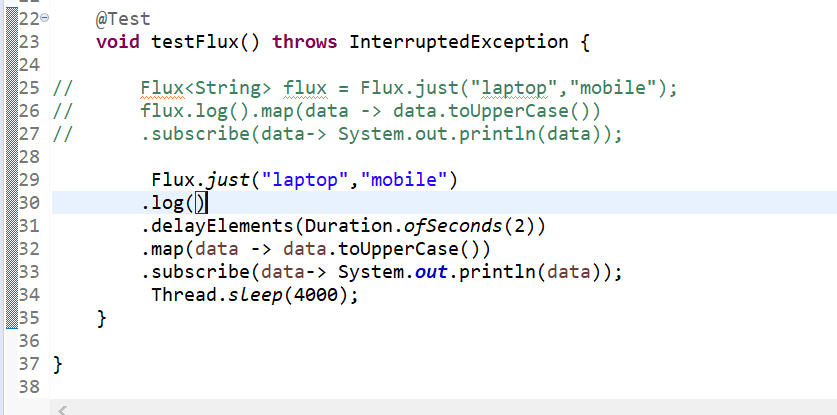 22 @Test
23 void testFlux() throws InterruptedException {
24
25 // Flux<String> flux = Flux.just("laptop","mobile");
26 // flux.log().map(data -> data.toUpperCase())
27 // .subscribe(data-> System.out.println(data));
28
29 Flux.just("laptop","mobile")
30 .log()
31 .delayElements(Duration.ofSeconds(2))
32 .map(data -> data.toUpperCase())
33 .subscribe(data-> System.out.println(data));
34 Thread.sleep(4000);
35 }
36
37 }
38